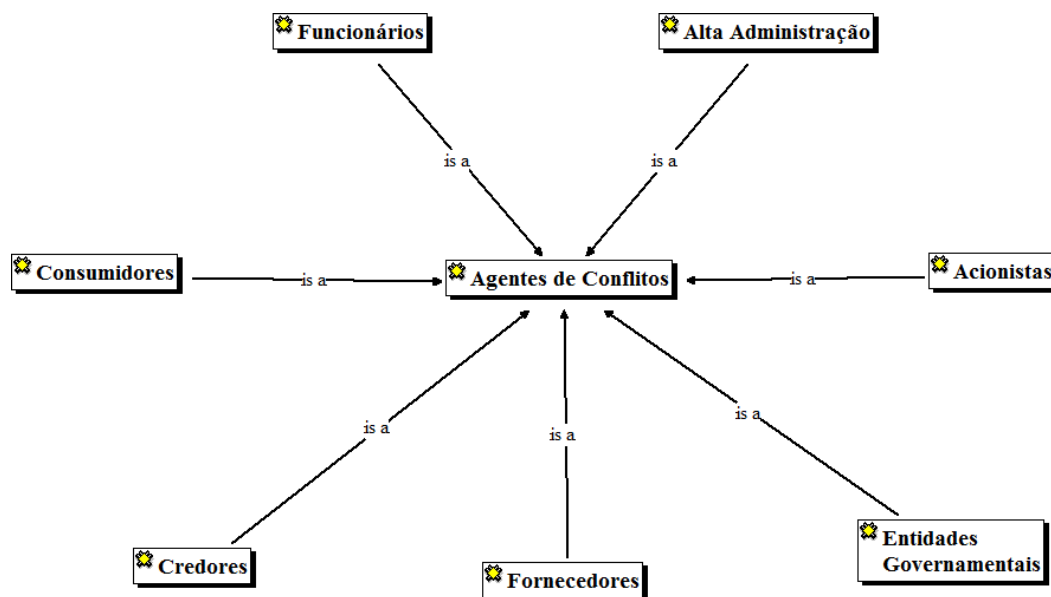 Funcionários
Alta Administração
is a
is a
Consumidores
is a
Agentes de Conflitos
is a
Acionistas
is a
is a
is a
Credores
Fornecedores
Entidades
Governamentais